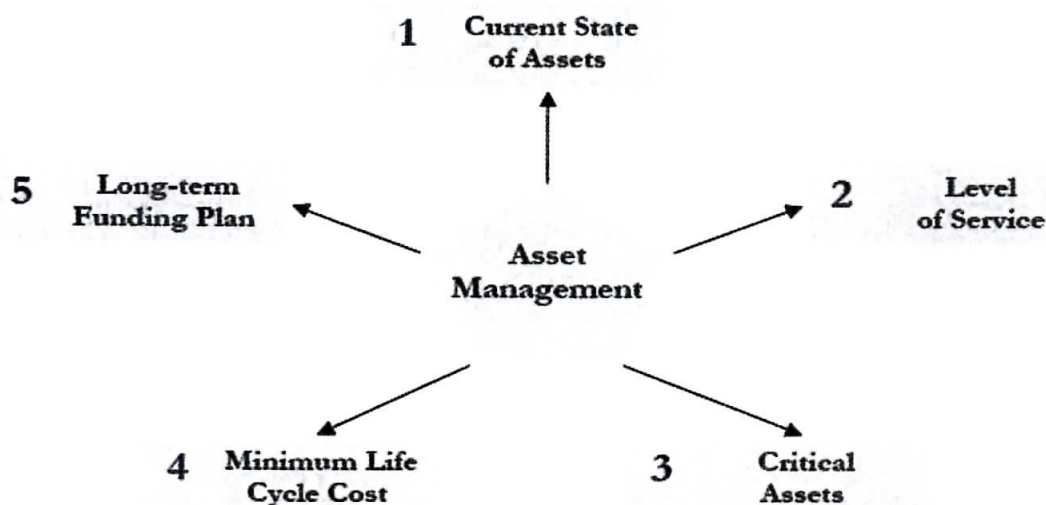 1 Current State
of Assets
5 Long-term
Funding Plan
2 Level
of Service
Asset
Management
4 Minimum Life
Cycle Cost
3 Critical
Assets